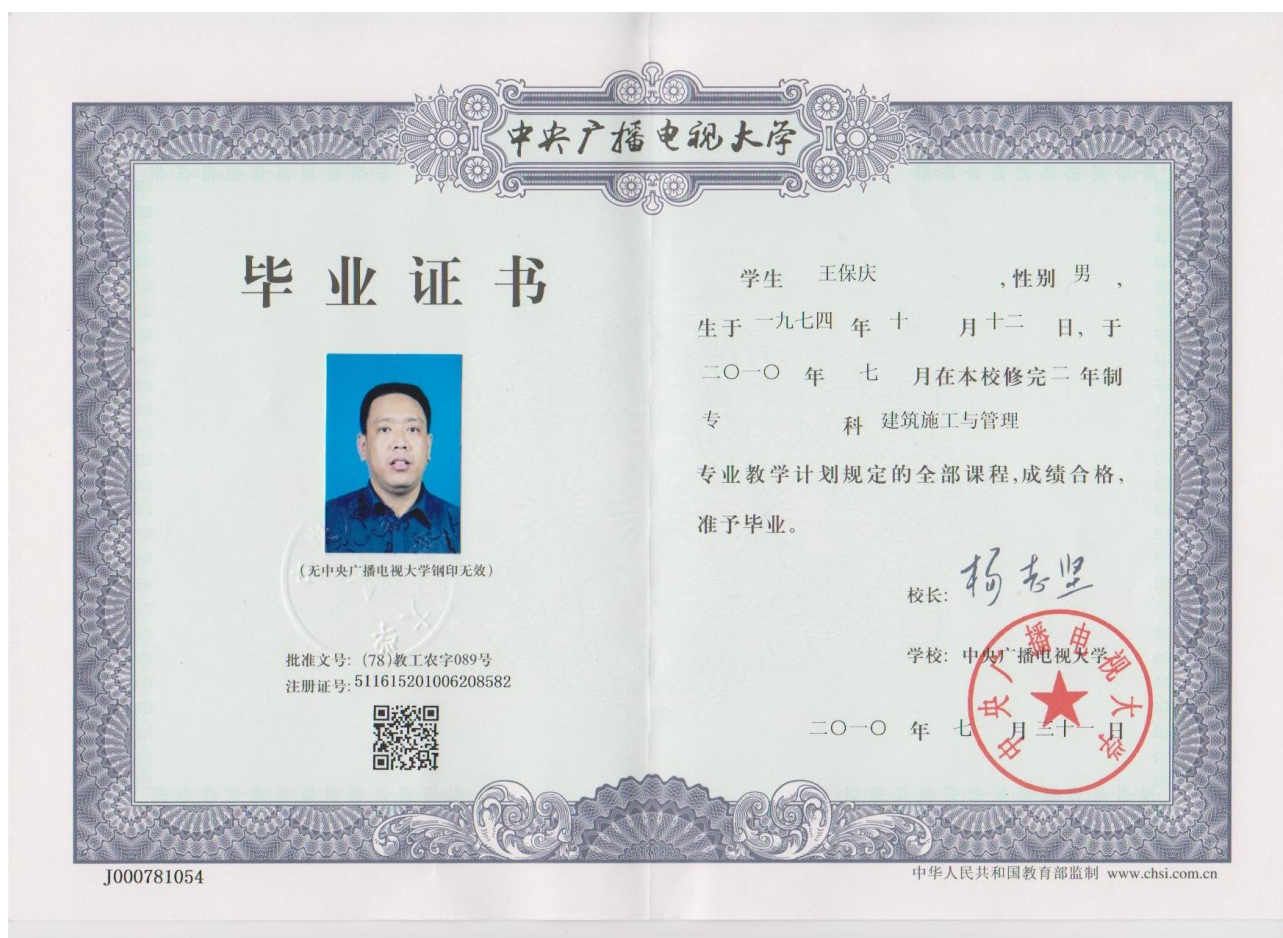 中央广播电视大学
毕业证书
(无中央广播电视大学钢印无效)
批准文号: (78)教工农字089号
注册证号: 511615201006208582
学生 王保庆 ,性别 男 ,
生于 一九七四 年 十 月 十二 日, 于
二〇一〇 年 七 月在本校修完二 年制
专 科 建筑施工与管理
专业教学计划规定的全部课程,成绩合格,
准予毕业。
校长: 杨志坚
学校: 中央广播电视大学
二〇一〇 年 七 月 三十一 日
中央广播电视大学
J000781054
中华人民共和国教育部监制 www.chsi.com.cn